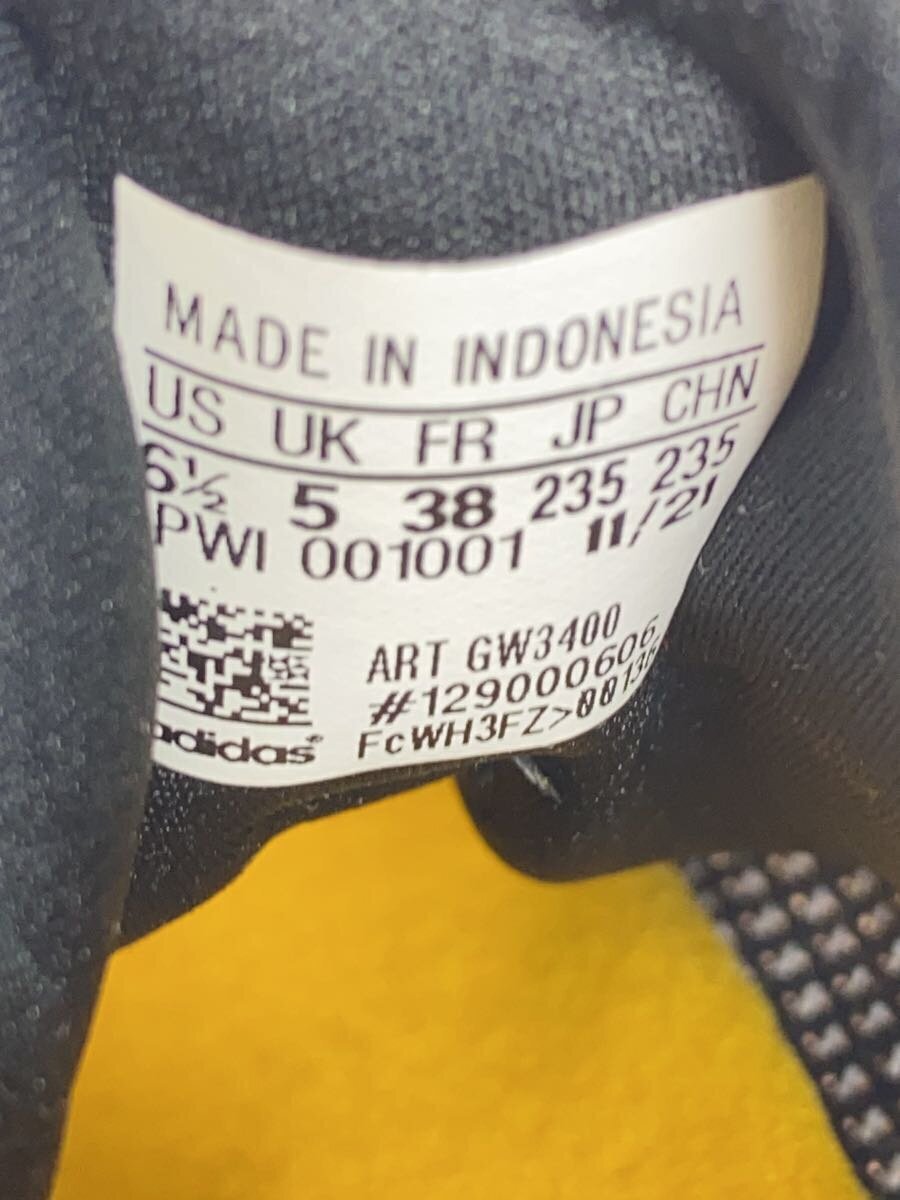 MADE IN INDONESIA
US UK FR JP CHN
6½ 5 38 235 235
PWI 001001 11/21
ART GW3400
#129000606
FcWH3FZ>00136
adidas